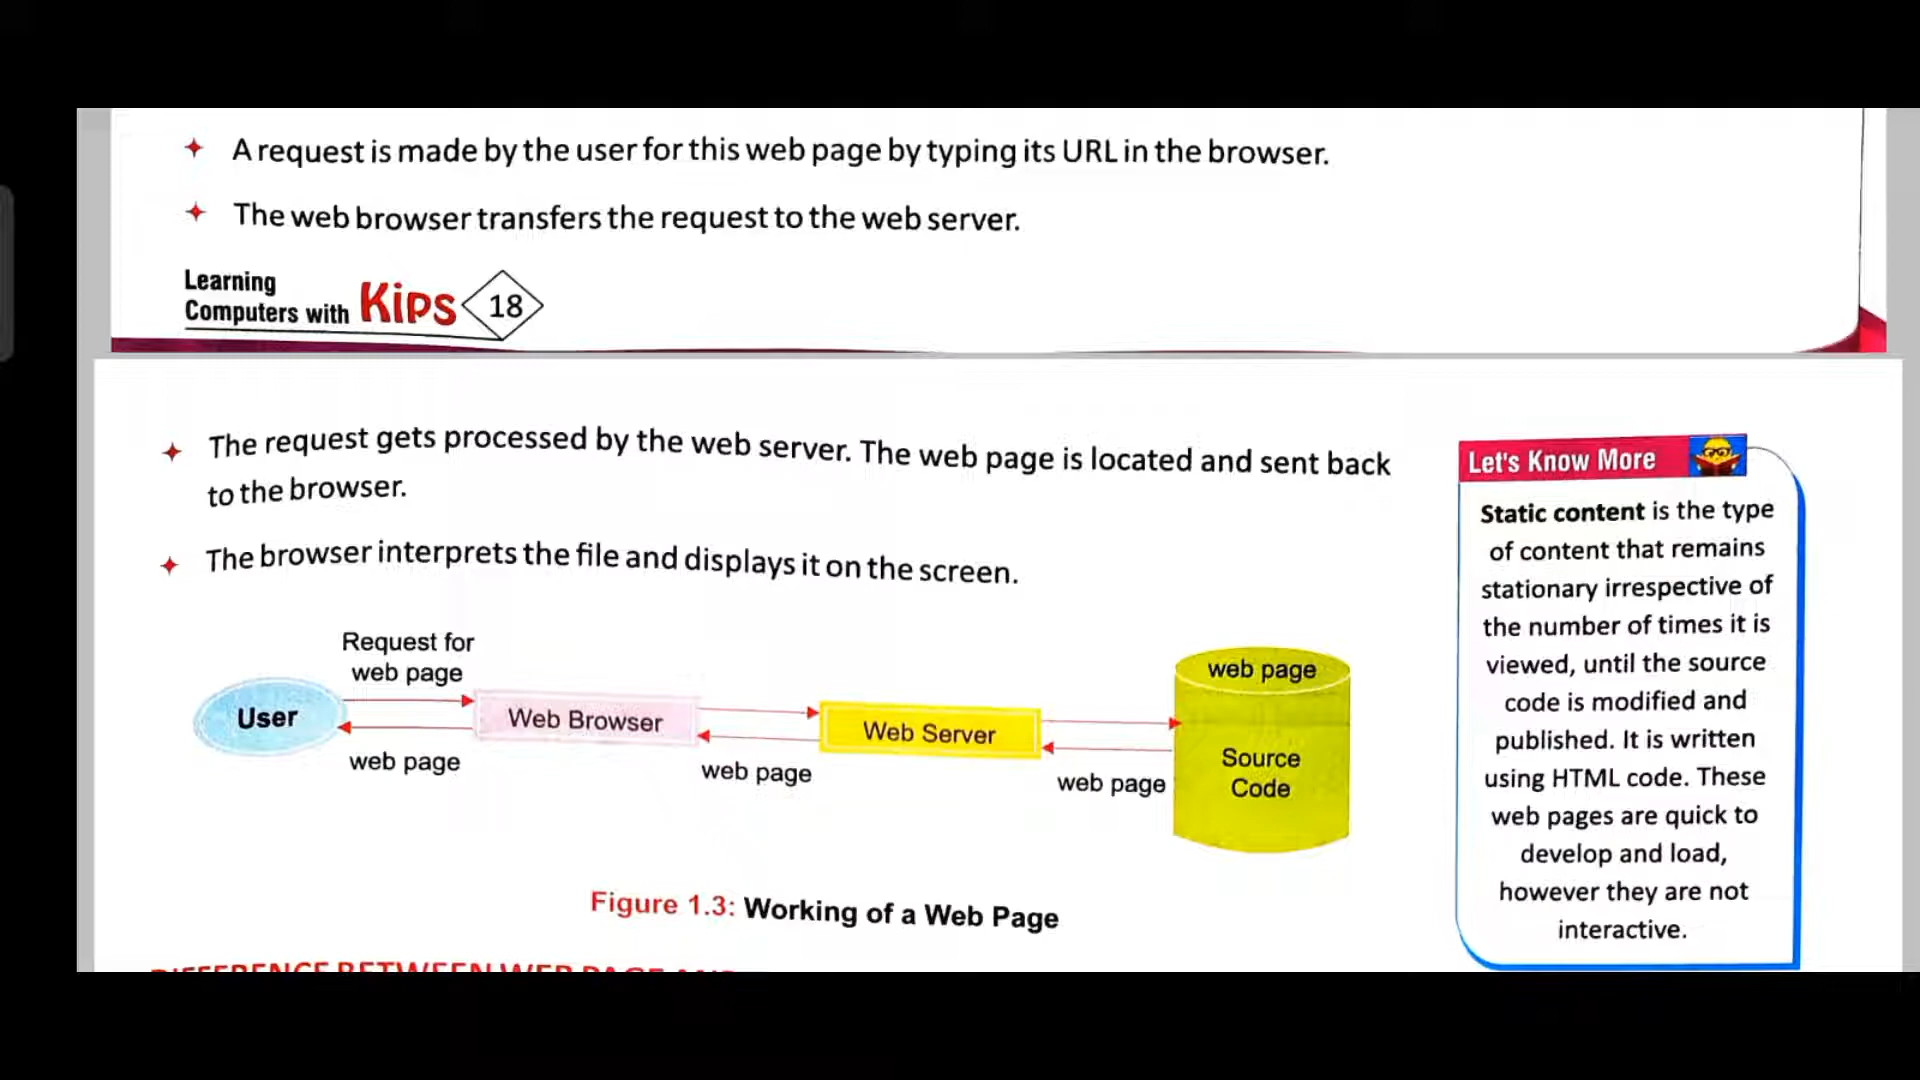 A request is made by the user for this web page by typing its URL in the browser.
The web browser transfers the request to the web server.
Learning
Computers with Kips 18
The request gets processed by the web server. The web page is located and sent back
to the browser.
The browser interprets the file and displays it on the screen.
Request for
web page
User
Web Browser
Web Server
web page
Source
Code
web page
web page
web page
Figure 1.3: Working of a Web Page
Let's Know More
Static content is the type
of content that remains
stationary irrespective of
the number of times it is
viewed, until the source
code is modified and
published. It is written
using HTML code. These
web pages are quick to
develop and load,
however they are not
interactive.
DIFFERENCE BETWEEN WEB PAGE AND